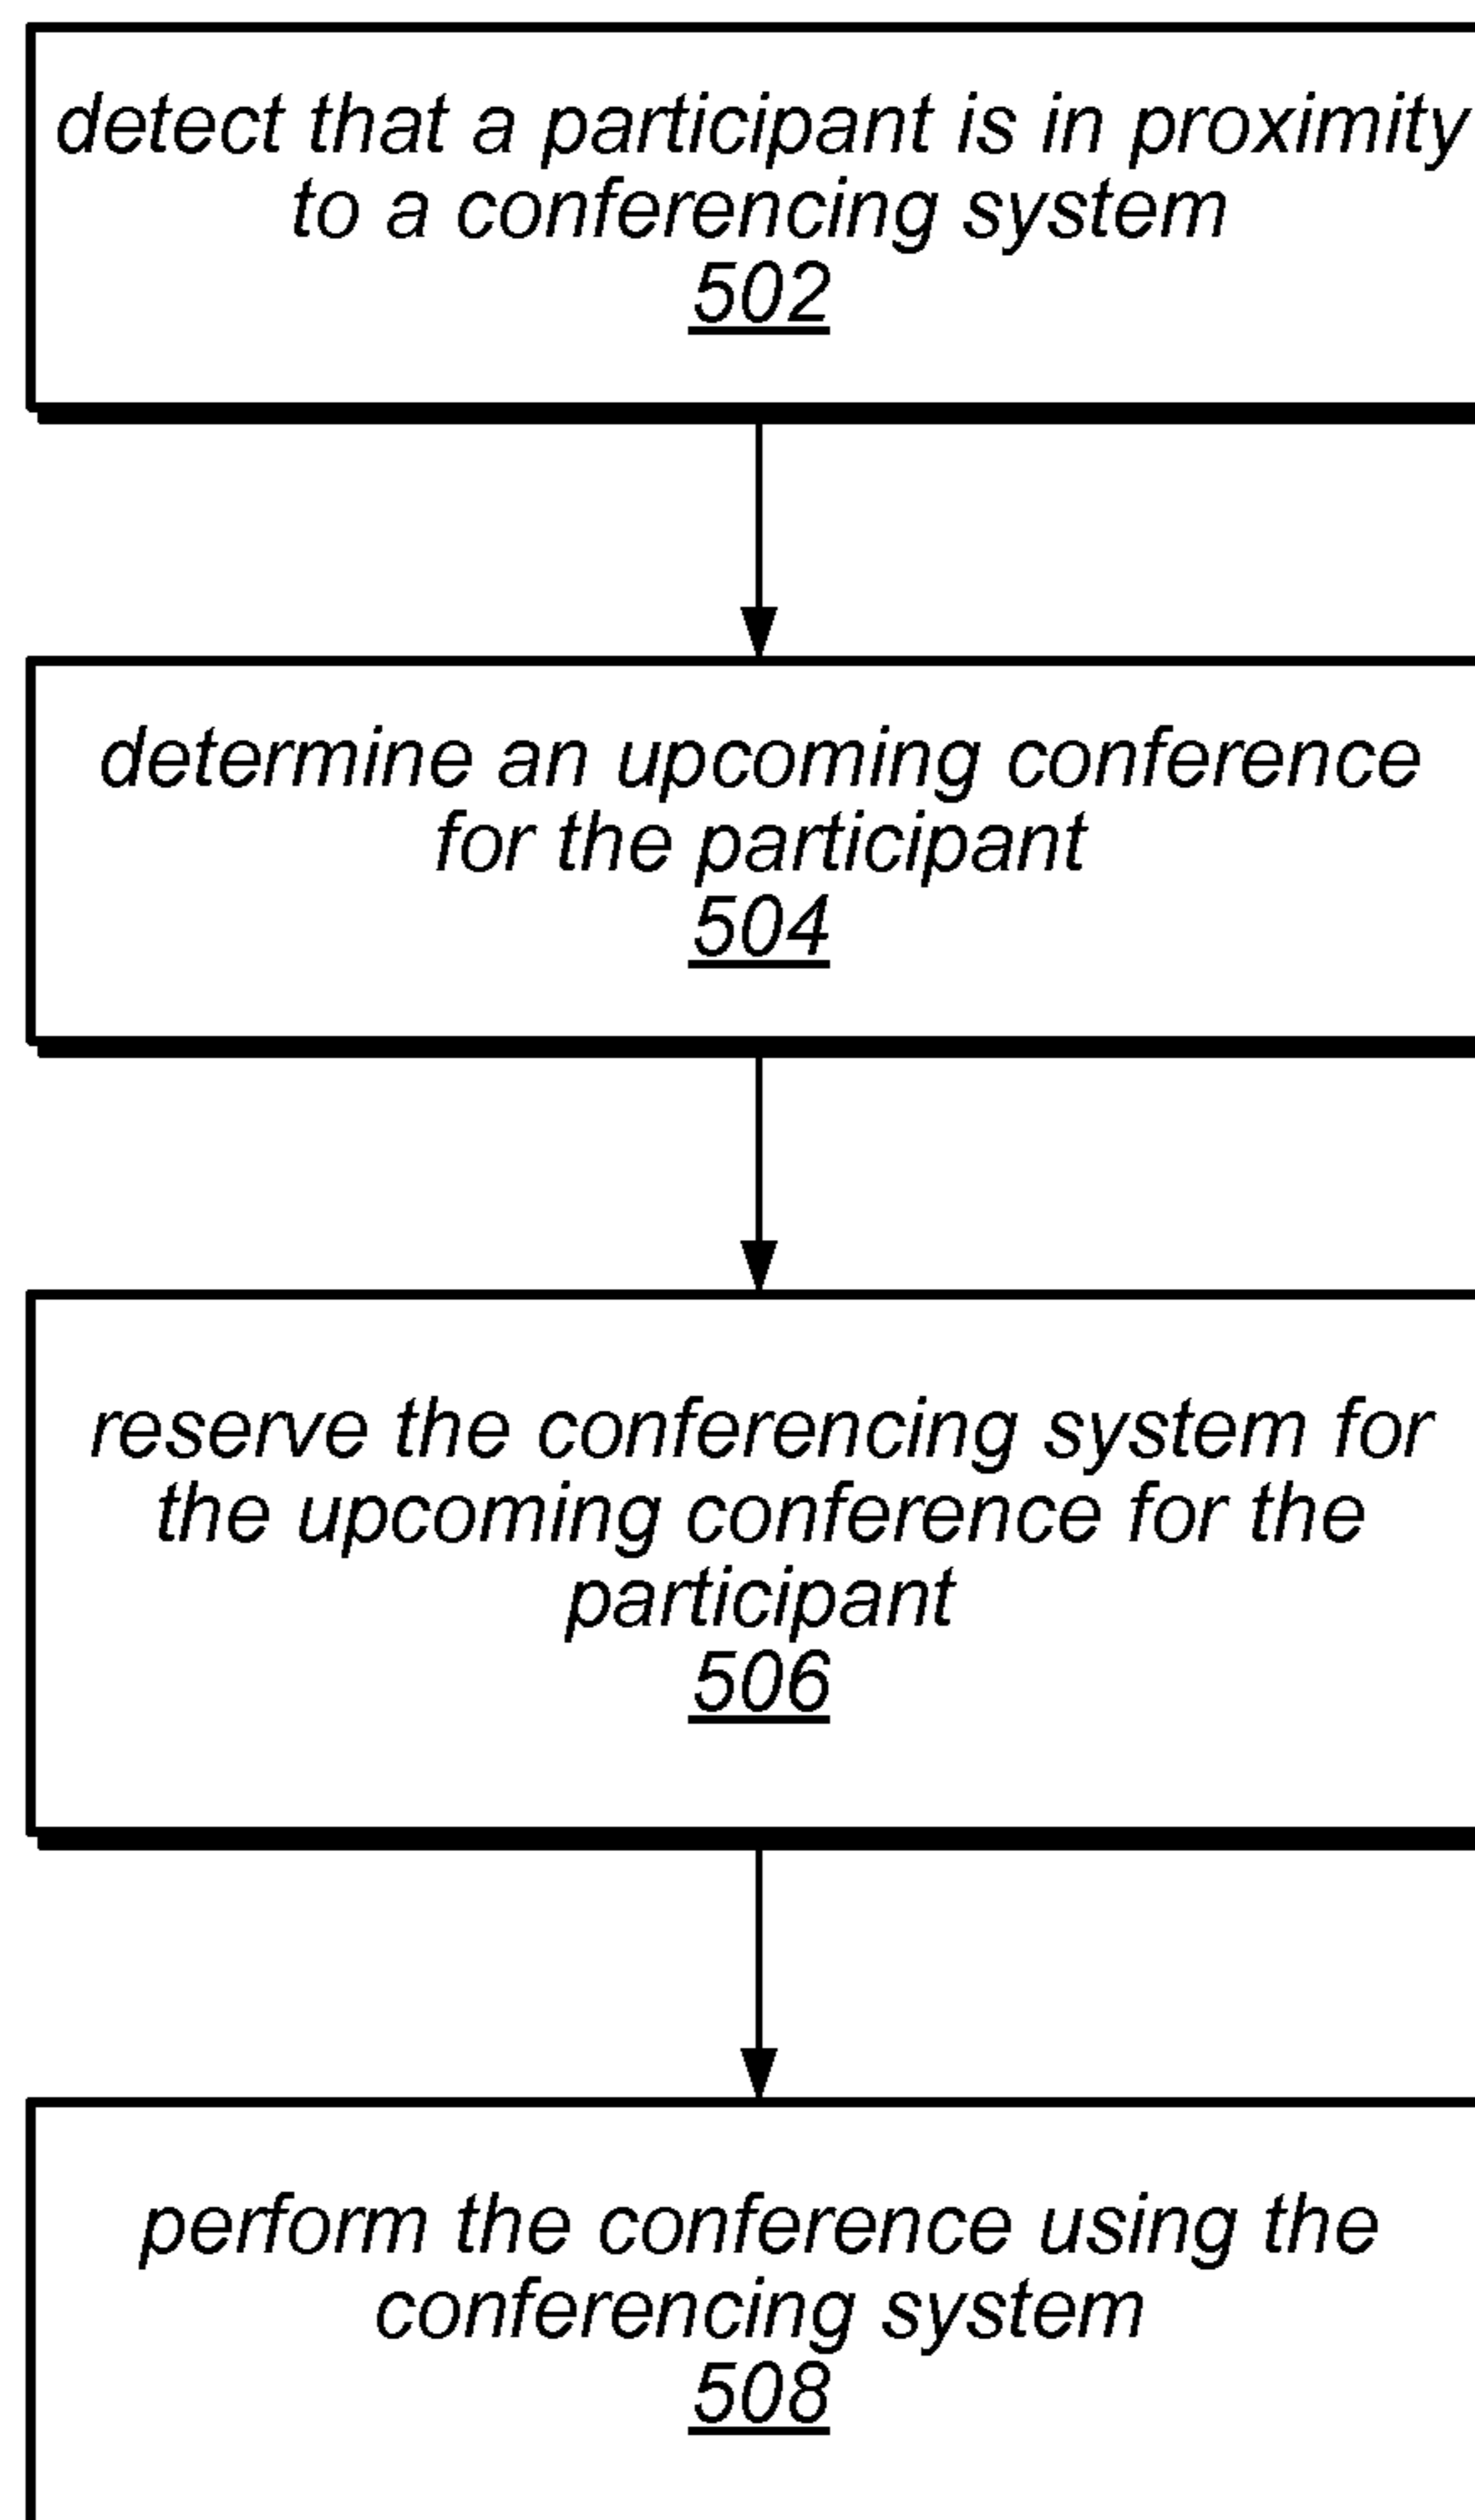 detect that a participant is in proximity
to a conferencing system
502
determine an upcoming conference
for the participant
504
reserve the conferencing system for
the upcoming conference for the
participant
506
perform the conference using the
conferencing system
508